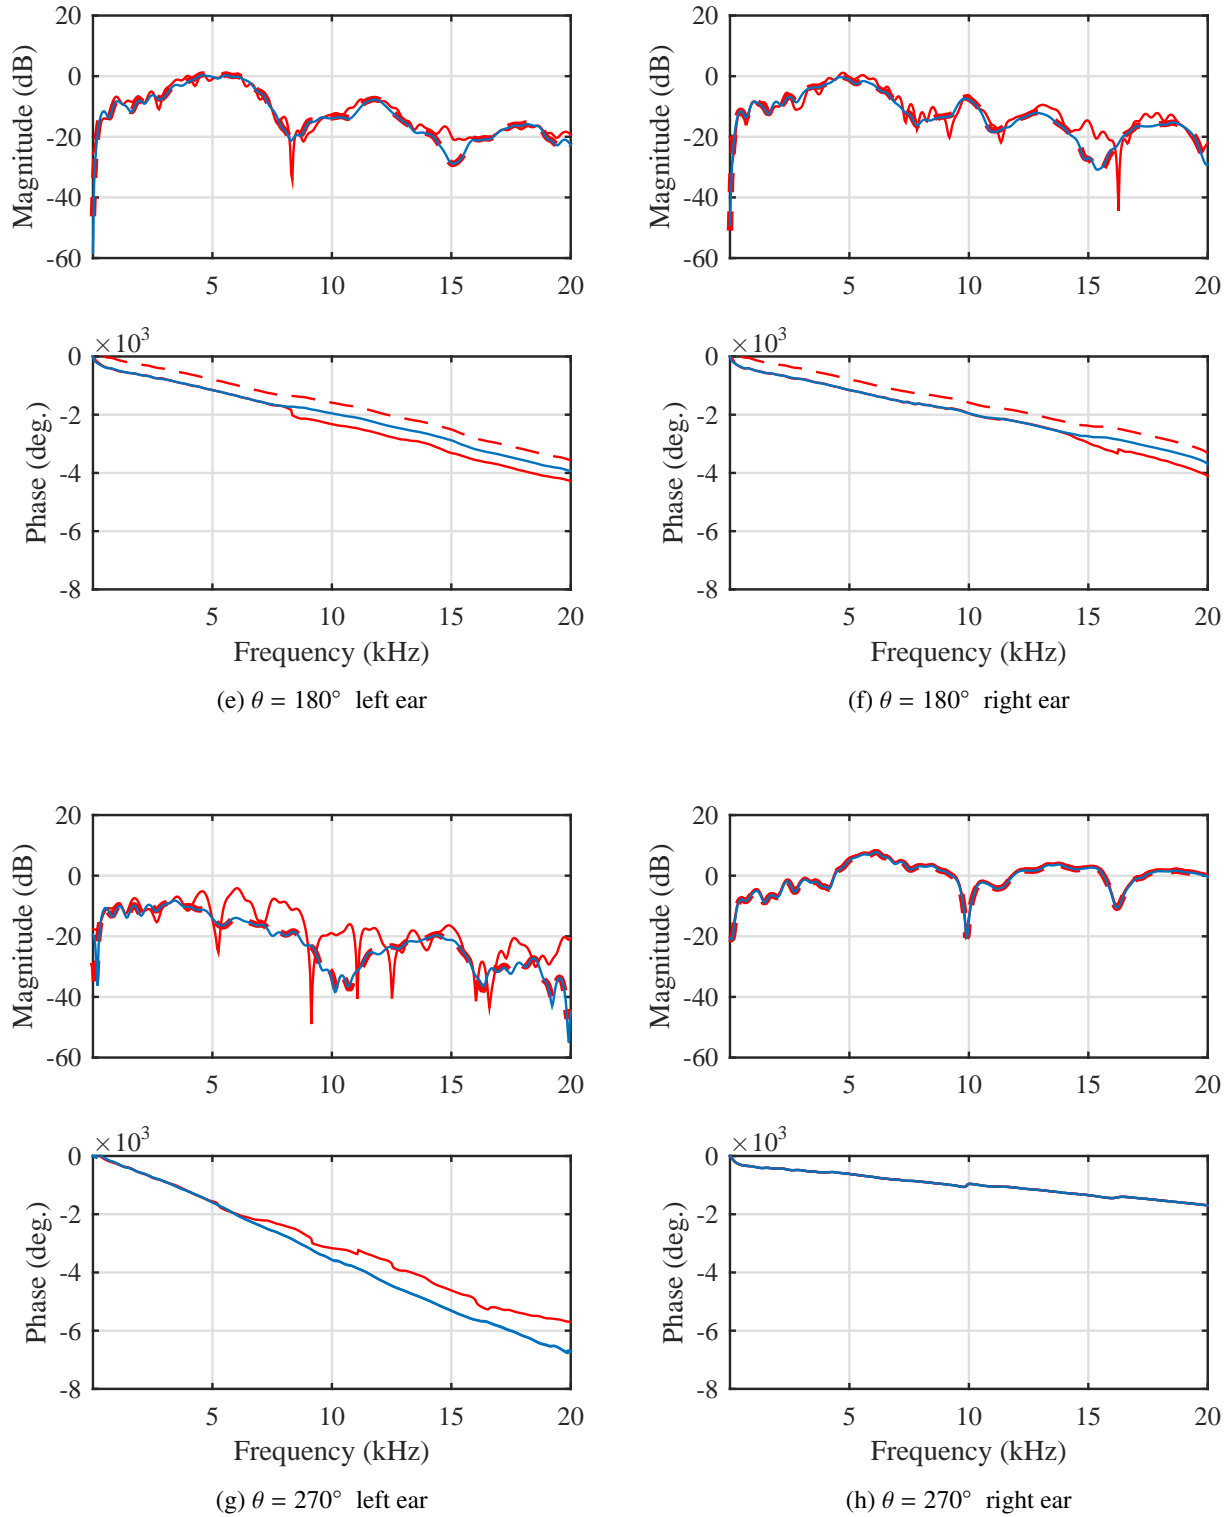 20
0
-20
-40
-60
Magnitude (dB)
5 10 15 20
×10³
0
-2
-4
-6
-8
Phase (deg.)
5 10 15 20
Frequency (kHz)
(e) θ = 180° left ear
20
0
-20
-40
-60
Magnitude (dB)
5 10 15 20
×10³
0
-2
-4
-6
-8
Phase (deg.)
5 10 15 20
Frequency (kHz)
(f) θ = 180° right ear
20
0
-20
-40
-60
Magnitude (dB)
5 10 15 20
×10³
0
-2
-4
-6
-8
Phase (deg.)
5 10 15 20
Frequency (kHz)
(g) θ = 270° left ear
20
0
-20
-40
-60
Magnitude (dB)
5 10 15 20
×10³
0
-2
-4
-6
-8
Phase (deg.)
5 10 15 20
Frequency (kHz)
(h) θ = 270° right ear